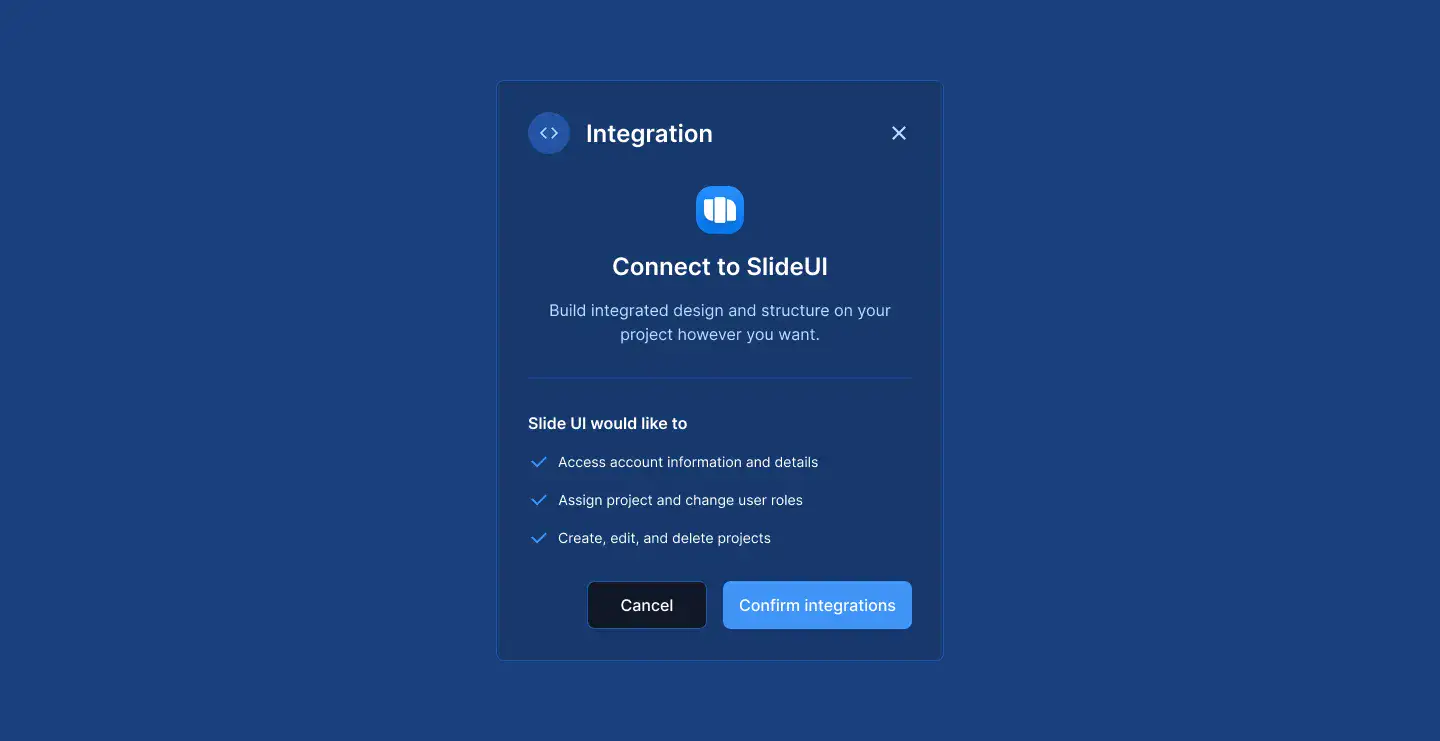 Integration
Connect to SlideUI
Build integrated design and structure on your
project however you want.
Slide UI would like to
Access account information and details
Assign project and change user roles
Create, edit, and delete projects
Cancel
Confirm integrations